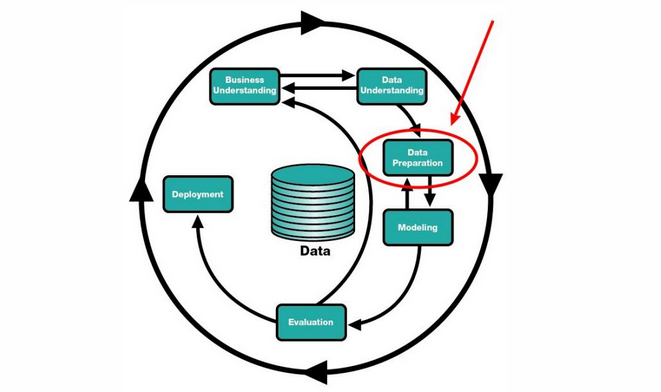 Business
Understanding
Data
Understanding
Data
Preparation
Deployment
Modeling
Data
Evaluation